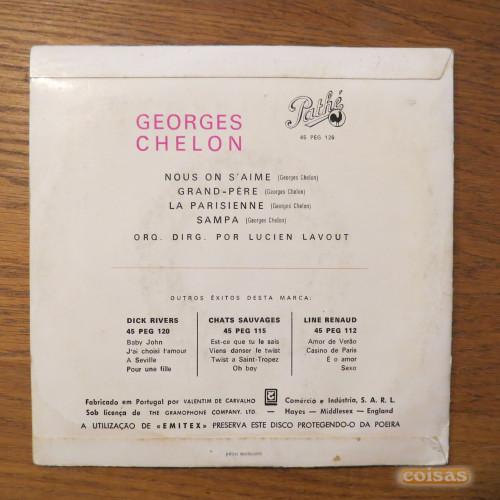 Pathé
45 PEG 126
GEORGES
CHELON
NOUS ON S'AIME (Georges Chelon)
GRAND-PÈRE (Georges Chelon)
LA PARISIENNE (Georges Chelon)
SAMPA (Georges Chelon)
ORQ. DIRG. POR LUCIEN LAVOUT
OUTROS ÊXITOS DESTA MARCA:
DICK RIVERS
45 PEG 120
Baby John
J'ai choisi l'amour
A Seville
Pour une fille
CHATS SAUVAGES
45 PEG 115
Est-ce que tu le sais
Viens danser le twist
Twist a Saint-Tropez
Oh boy
LINE RENAUD
45 PEG 112
Amor de Verão
Casino de Paris
É o amor
Sexo
Fabricado em Portugal por VALENTIM DE CARVALHO Comércio e Indústria, S. A. R. L.
Sob licença de THE GRAMOPHONE COMPANY. LTD. — Hayes — Middlesex — England
A UTILIZAÇAO DE «EMITEX» PRESERVA ESTE DISCO PROTEGENDO-O DA POEIRA
coisas